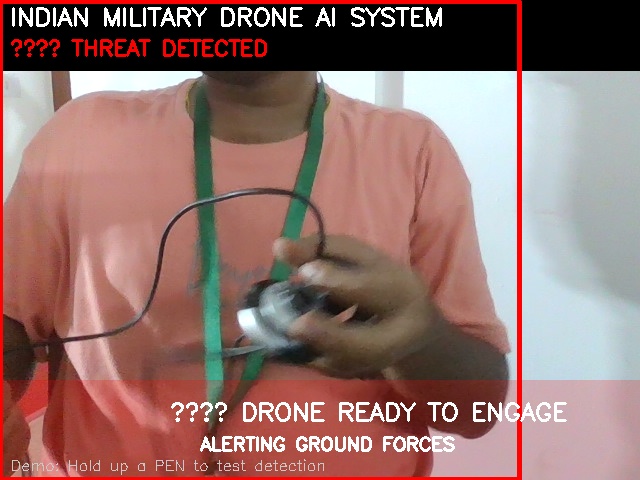 INDIAN MILITARY DRONE AI SYSTEM
???? THREAT DETECTED
???? DRONE READY TO ENGAGE
ALERTING GROUND FORCES
Demo: Hold up a PEN to test detection